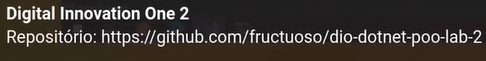 Digital Innovation One 2
Repositório: https://github.com/fructuoso/dio-dotnet-poo-lab-2